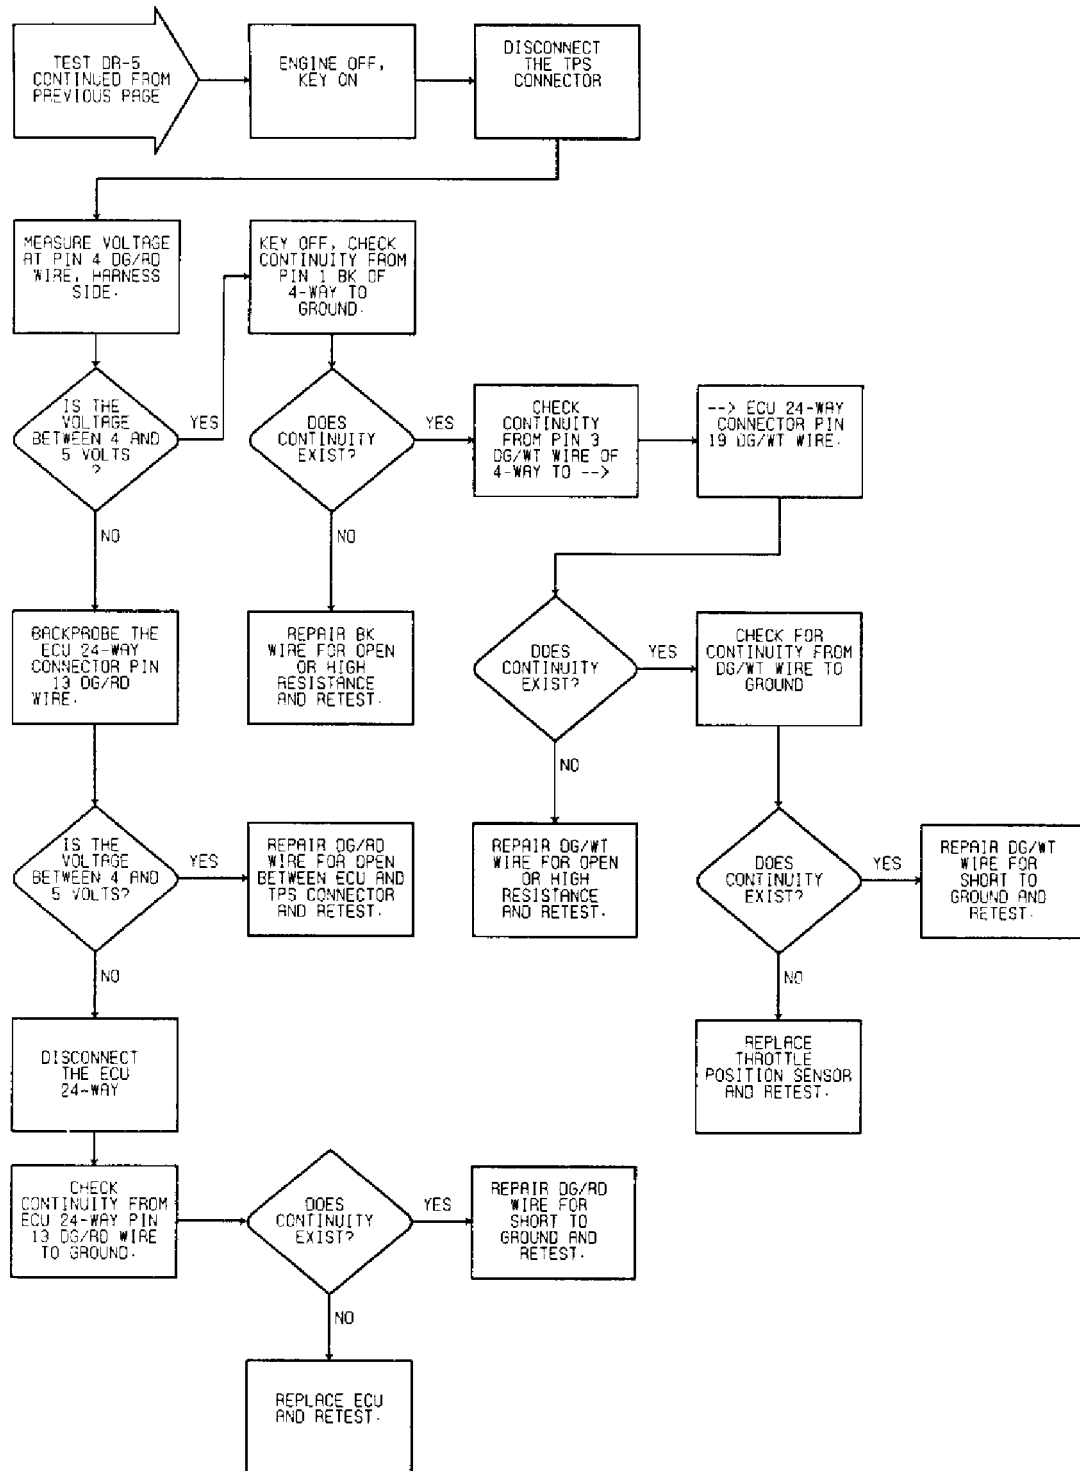 TEST DR-5
CONTINUED FROM
PREVIOUS PAGE
ENGINE OFF,
KEY ON
DISCONNECT
THE TPS
CONNECTOR
MEASURE VOLTAGE
AT PIN 4 DG/RD
WIRE, HARNESS
SIDE.
KEY OFF, CHECK
CONTINUITY FROM
PIN 1 BK OF
4-WAY TO
GROUND.
IS THE
VOLTAGE
BETWEEN 4 AND
5 VOLTS
?
YES
NO
DOES
CONTINUITY
EXIST?
YES
NO
CHECK
CONTINUITY
FROM PIN 3
DG/WT WIRE OF
4-WAY TO -->
--> ECU 24-WAY
CONNECTOR PIN
19 DG/WT WIRE.
BACKPROBE THE
ECU 24-WAY
CONNECTOR PIN
13 DG/RD
WIRE.
REPAIR BK
WIRE FOR OPEN
OR HIGH
RESISTANCE
AND RETEST.
DOES
CONTINUITY
EXIST?
YES
NO
CHECK FOR
CONTINUITY FROM
DG/WT WIRE TO
GROUND
IS THE
VOLTAGE
BETWEEN 4 AND
5 VOLTS?
YES
NO
REPAIR DG/RD
WIRE FOR OPEN
BETWEEN ECU AND
TPS CONNECTOR
AND RETEST.
REPAIR DG/WT
WIRE FOR OPEN
OR HIGH
RESISTANCE
AND RETEST.
DOES
CONTINUITY
EXIST?
YES
NO
REPAIR DG/WT
WIRE FOR
SHORT TO
GROUND AND
RETEST.
DISCONNECT
THE ECU
24-WAY
REPLACE
THROTTLE
POSITION SENSOR
AND RETEST.
CHECK
CONTINUITY FROM
ECU 24-WAY PIN
13 DG/RD WIRE
TO GROUND.
DOES
CONTINUITY
EXIST?
YES
NO
REPAIR DG/RD
WIRE FOR
SHORT TO
GROUND AND
RETEST.
REPLACE ECU
AND RETEST.